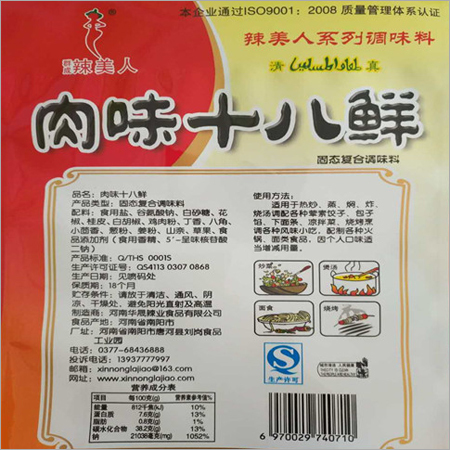 本企业通过ISO9001：2008 质量管理体系认证
辣美人系列调味料
辣美人
清 真
肉味十八鲜
固态复合调味料
品名：肉味十八鲜
产品类型：固态复合调味料
配料：食用盐、谷氨酸钠、白砂糖、花
椒、桂皮、白胡椒、鸡肉粉、丁香、八角、
小茴香、葱粉、姜粉、山奈、草果、食
品添加剂（食用香精、5′-呈味核苷酸
二钠）
产品标准：Q/THS 0001S
生产许可证号：QS4113 0307 0868
生产日期：见喷码处
保质期：18个月
贮存条件：请放于清洁、通风、阴
凉、干燥处，避免阳光直射及高温
制造商：河南华晟辣业食品有限公司
食品产地：河南省南阳市
厂址：河南省南阳市唐河县刘岗食品
工业园
电话：0377-68436888
投诉电话：13937777997
邮箱：xinnonglajiao@163.com
网址：www.xinnonglajiao.com
营养成分表
项目 每100克(g) 营养素参考值%
能量 812千焦(kJ) 10%
蛋白质 7.6克(g) 13%
脂肪 0.8克(g) 1%
碳水化合物 38.2克(g) 13%
钠 21036毫克(mg) 1052%
使用方法：
适用于热炒、蒸、焖、炸、
烧汤调配各种荤素饺子、包子
馅、下面条、凉拌菜、烧烤烹
调各种风味小吃，配制各种火
锅、面类食品，因个人口味适
当增减用量。
炒菜
煲汤
面食
烧烤
生产许可
6 970029 740710